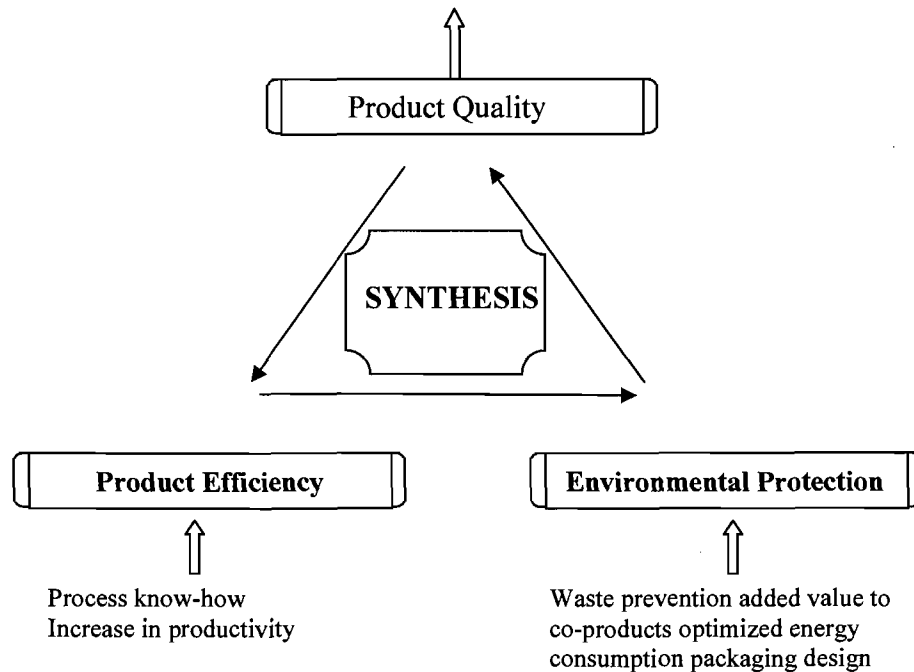 Product Quality
SYNTHESIS
Product Efficiency
Environmental Protection
Process know-how
Increase in productivity
Waste prevention added value to
co-products optimized energy
consumption packaging design